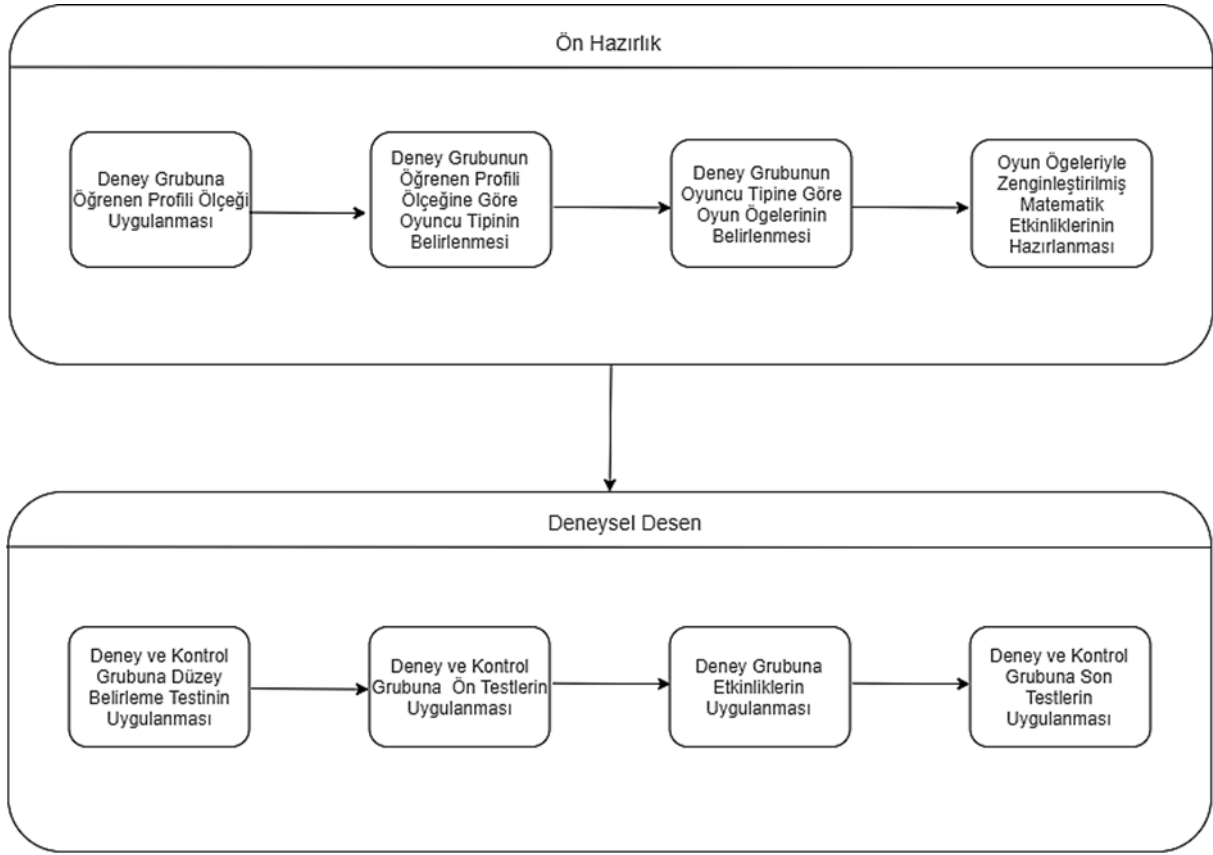 Ön Hazırlık
Deney Grubuna
Öğrenen Profili Ölçeği
Uygulanması
Deney Grubunun
Öğrenen Profili
Ölçeğine Göre
Oyuncu Tipinin
Belirlenmesi
Deney Grubunun
Oyuncu Tipine Göre
Oyun Ögelerinin
Belirlenmesi
Oyun Ögeleriyle
Zenginleştirilmiş
Matematik
Etkinliklerinin
Hazırlanması
Deneysel Desen
Deney ve Kontrol
Grubuna Düzey
Belirleme Testinin
Uygulanması
Deney ve Kontrol
Grubuna Ön Testlerin
Uygulanması
Deney Grubuna
Etkinliklerin
Uygulanması
Deney ve Kontrol
Grubuna Son
Testlerin
Uygulanması